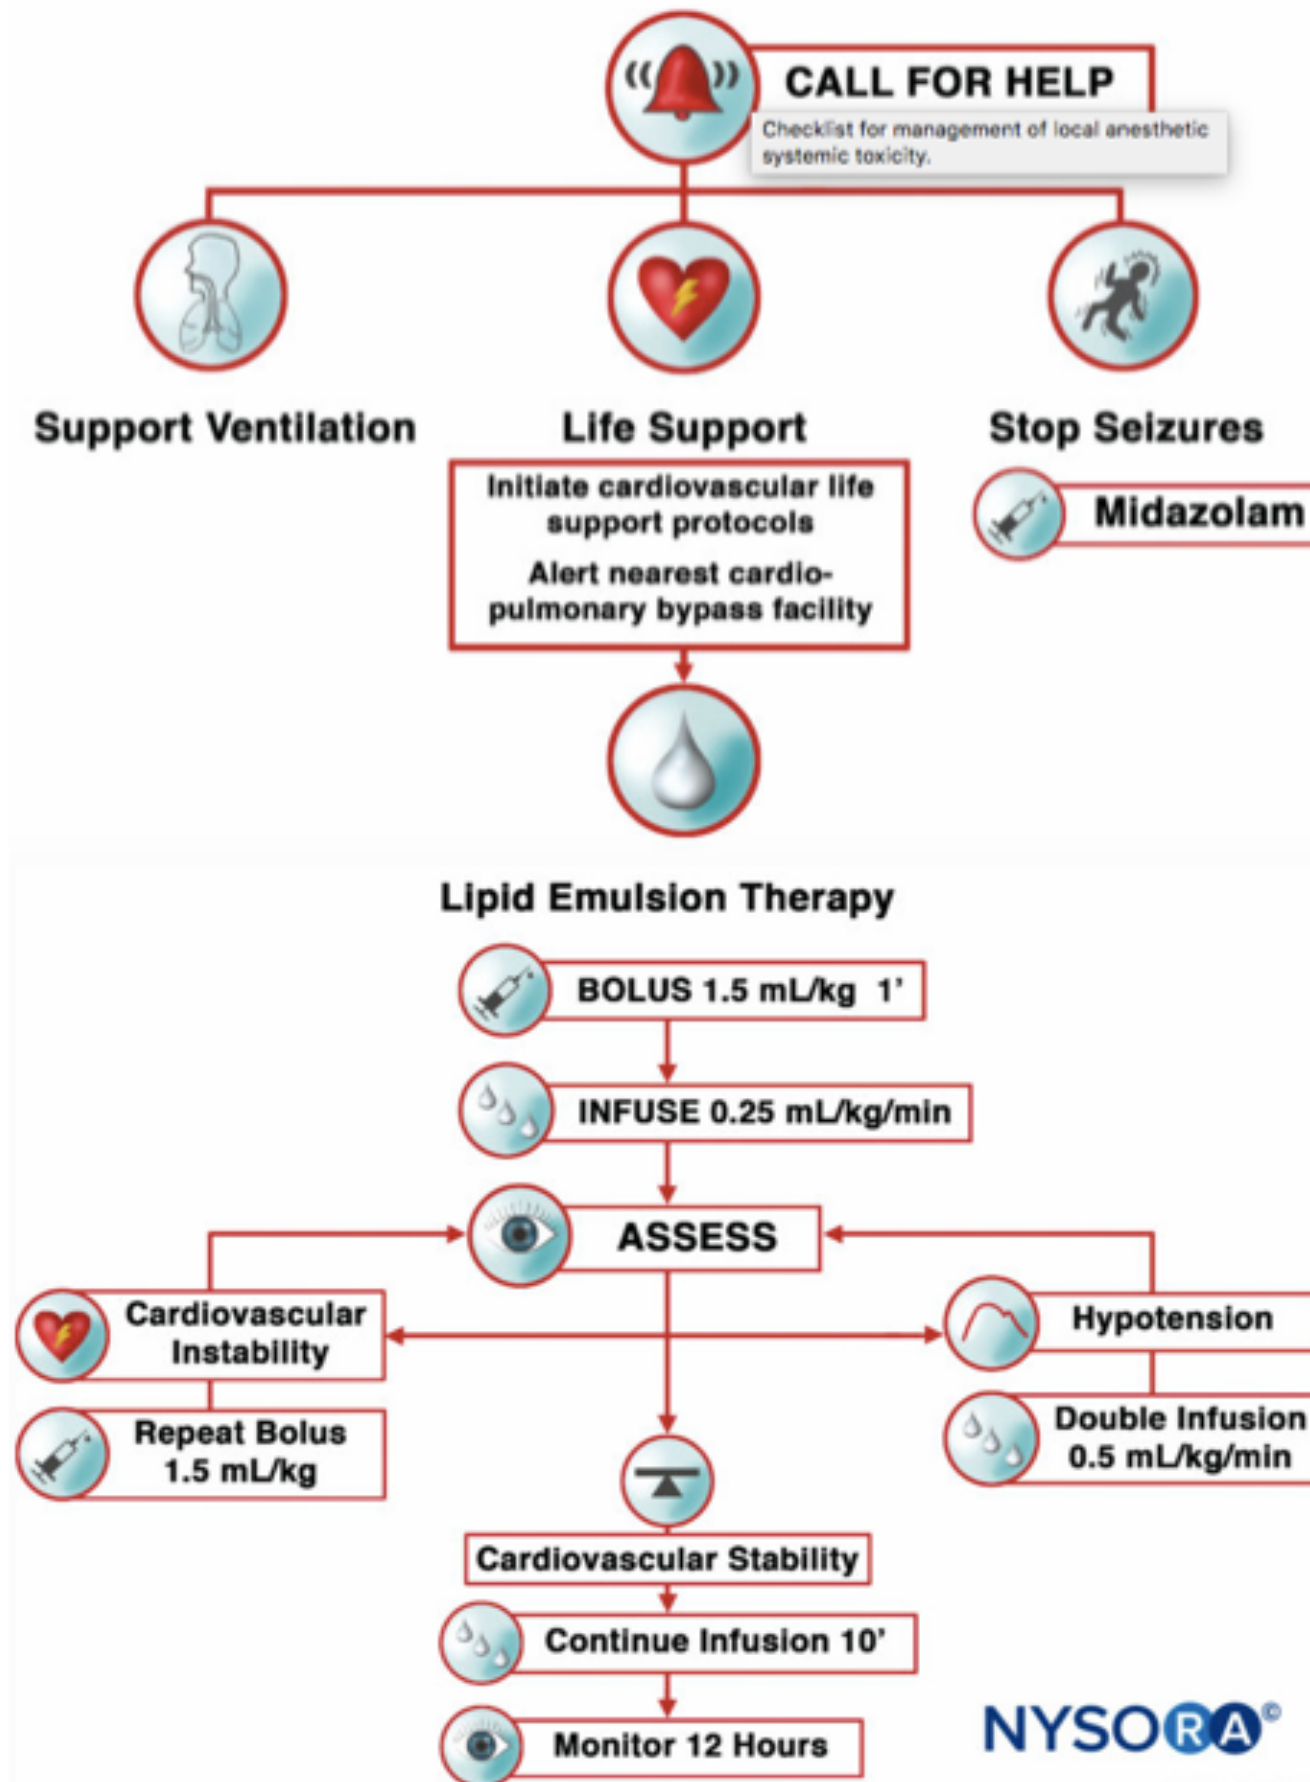 CALL FOR HELP
Checklist for management of local anesthetic
systemic toxicity.
Support Ventilation
Life Support
Initiate cardiovascular life
support protocols
Alert nearest cardio-
pulmonary bypass facility
Stop Seizures
Midazolam
Lipid Emulsion Therapy
BOLUS 1.5 mL/kg 1’
INFUSE 0.25 mL/kg/min
ASSESS
Cardiovascular
Instability
Repeat Bolus
1.5 mL/kg
Hypotension
Double Infusion
0.5 mL/kg/min
Cardiovascular Stability
Continue Infusion 10’
Monitor 12 Hours
NYSORA©